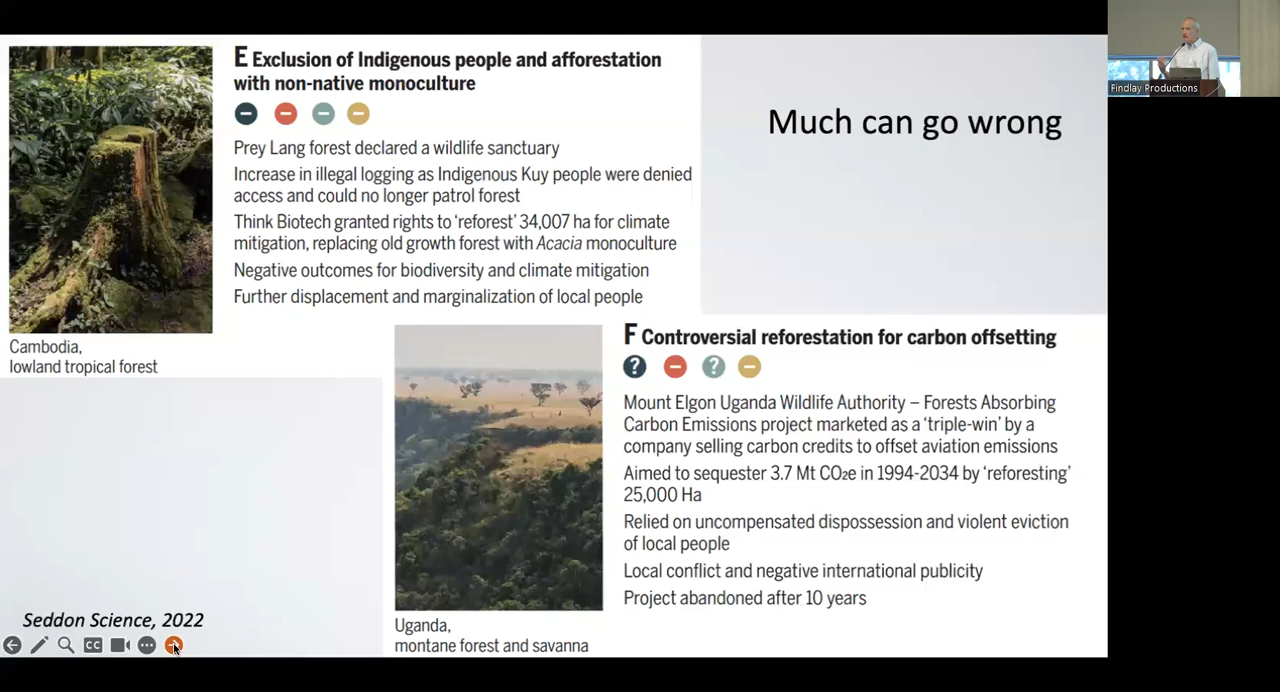 E Exclusion of Indigenous people and afforestation
with non-native monoculture
Prey Lang forest declared a wildlife sanctuary
Increase in illegal logging as Indigenous Kuy people were denied
access and could no longer patrol forest
Think Biotech granted rights to ‘reforest’ 34,007 ha for climate
mitigation, replacing old growth forest with Acacia monoculture
Negative outcomes for biodiversity and climate mitigation
Further displacement and marginalization of local people
Cambodia,
lowland tropical forest
Much can go wrong
Findlay Productions
F Controversial reforestation for carbon offsetting
? ?
Mount Elgon Uganda Wildlife Authority – Forests Absorbing
Carbon Emissions project marketed as a ‘triple-win’ by a
company selling carbon credits to offset aviation emissions
Aimed to sequester 3.7 Mt CO2e in 1994-2034 by ‘reforesting’
25,000 Ha
Relied on uncompensated dispossession and violent eviction
of local people
Local conflict and negative international publicity
Project abandoned after 10 years
Uganda,
montane forest and savanna
Seddon Science, 2022
CC